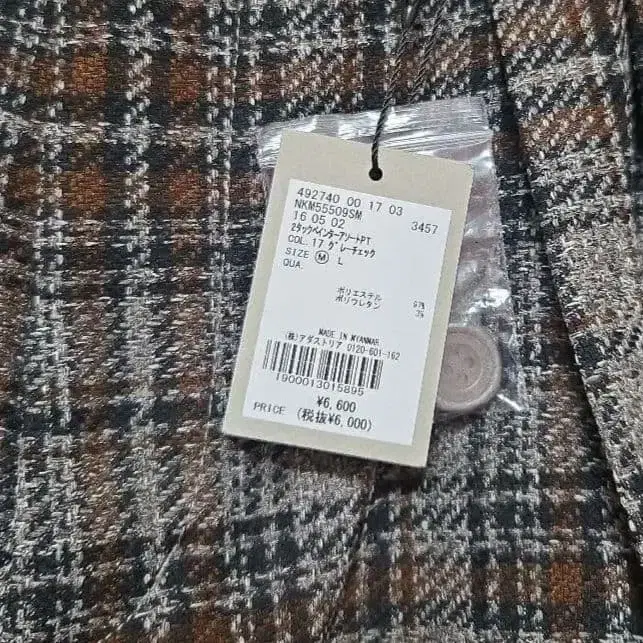 492740 00 17 03
NKM55509SM 3457
16 05 02
2タックペインターアソートPT
COL. 17 グレーチェック
SIZE Ⓜ L
QUA.
ポリエステル 97%
ポリウレタン 3%
MADE IN MYANMAR
(株)アダストリア 0120-601-162
1900013015895
¥6,600
PRICE (税抜¥6,000)